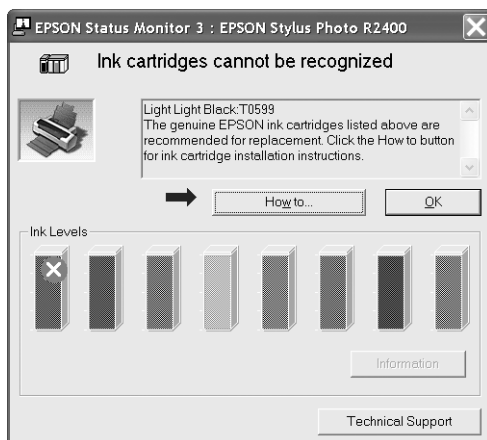 EPSON Status Monitor 3 : EPSON Stylus Photo R2400
Ink cartridges cannot be recognized
Light Light Black:T0599
The genuine EPSON ink cartridges listed above are
recommended for replacement. Click the How to button
for ink cartridge installation instructions.
How to...
OK
Ink Levels
Information
Technical Support